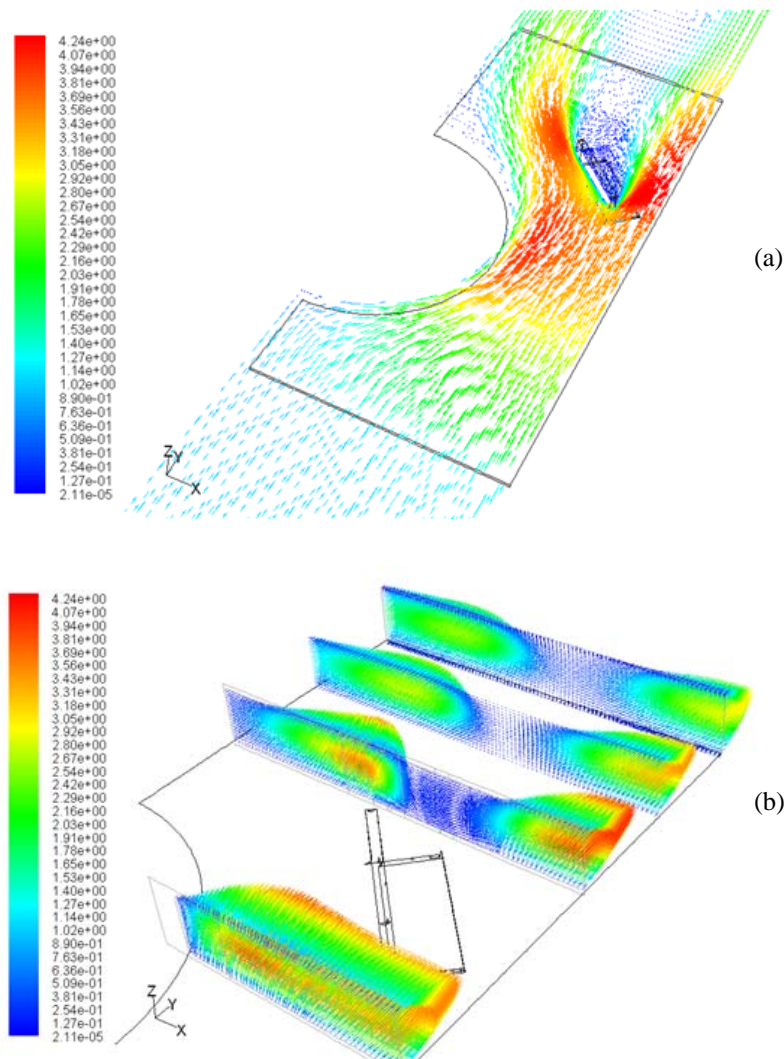 4.24e+00
4.07e+00
3.94e+00
3.81e+00
3.69e+00
3.56e+00
3.43e+00
3.31e+00
3.18e+00
3.05e+00
2.92e+00
2.80e+00
2.67e+00
2.54e+00
2.42e+00
2.29e+00
2.16e+00
2.03e+00
1.91e+00
1.78e+00
1.65e+00
1.53e+00
1.40e+00
1.27e+00
1.14e+00
1.02e+00
8.90e-01
7.63e-01
6.36e-01
5.09e-01
3.81e-01
2.54e-01
1.27e-01
2.11e-05
Z Y
X
(a)
4.24e+00
4.07e+00
3.94e+00
3.81e+00
3.69e+00
3.56e+00
3.43e+00
3.31e+00
3.18e+00
3.05e+00
2.92e+00
2.80e+00
2.67e+00
2.54e+00
2.42e+00
2.29e+00
2.16e+00
2.03e+00
1.91e+00
1.78e+00
1.65e+00
1.53e+00
1.40e+00
1.27e+00
1.14e+00
1.02e+00
8.90e-01
7.63e-01
6.36e-01
5.09e-01
3.81e-01
2.54e-01
1.27e-01
2.11e-05
Z Y
X
(b)